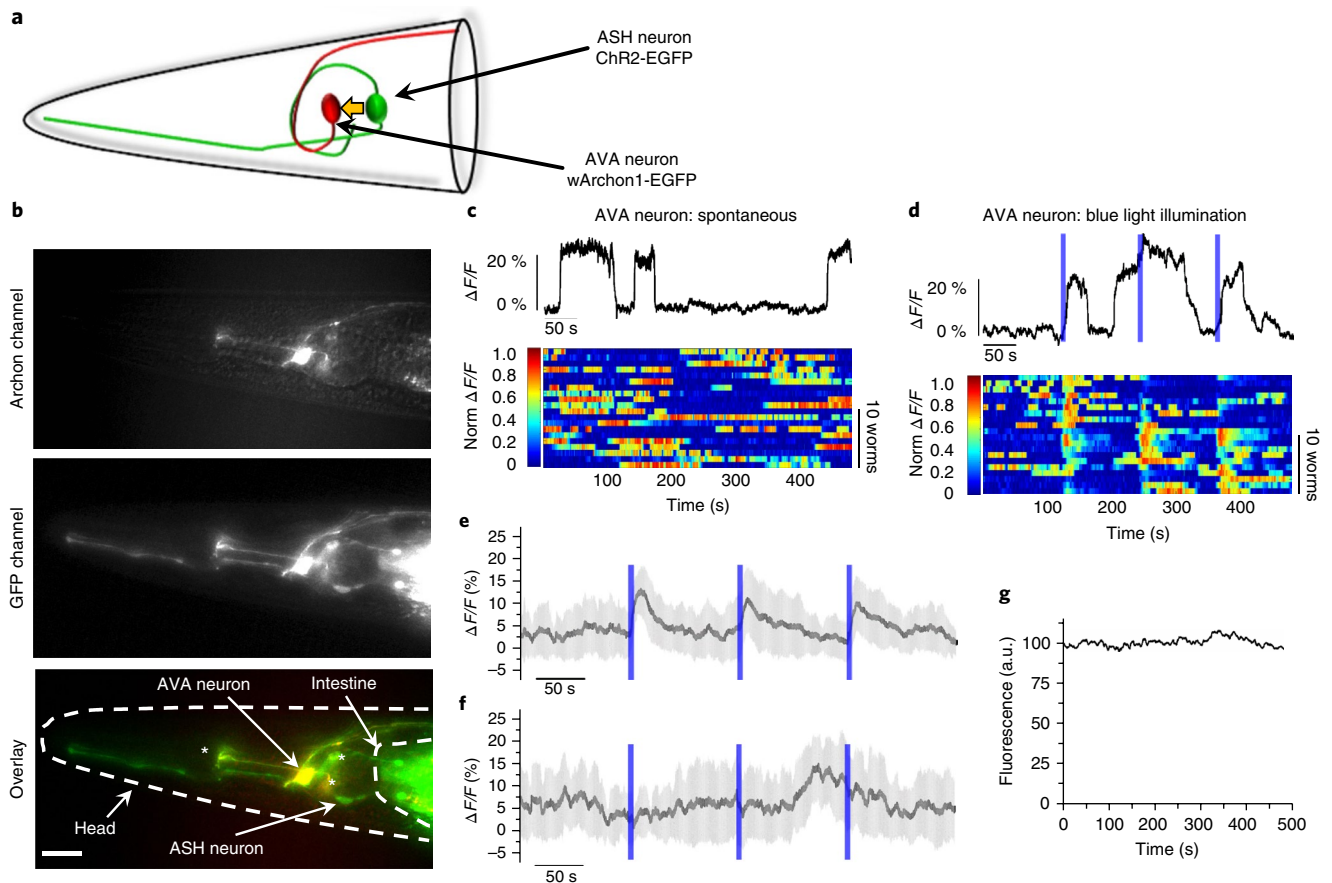 a
ASH neuron
ChR2-EGFP
AVA neuron
wArchon1-EGFP
b
Archon channel
GFP channel
Overlay
AVA neuron
Intestine
*
*
*
Head
ASH neuron
c
AVA neuron: spontaneous
ΔF/F
20 %
0 %
50 s
Norm ΔF/F
1.0
0.8
0.6
0.4
0.2
0
10 worms
100 200 300 400
Time (s)
d
AVA neuron: blue light illumination
ΔF/F
20 %
0 %
50 s
Norm ΔF/F
1.0
0.8
0.6
0.4
0.2
0
10 worms
100 200 300 400
Time (s)
e
ΔF/F (%)
25
20
15
10
5
0
−5
50 s
f
ΔF/F (%)
25
20
15
10
5
0
−5
50 s
g
Fluorescence (a.u.)
100
75
50
25
0
0 100 200 300 400 500
Time (s)